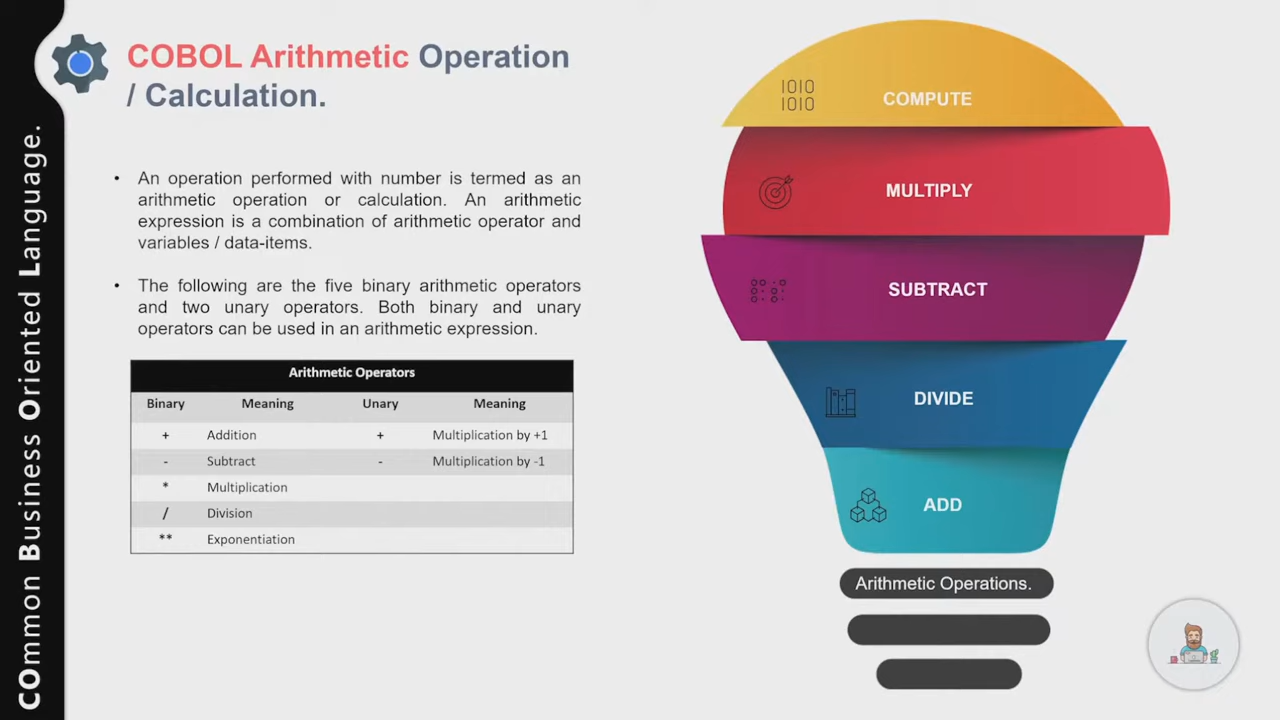 COmmon Business Oriented Language.
COBOL Arithmetic Operation
/ Calculation.
• An operation performed with number is termed as an
arithmetic operation or calculation. An arithmetic
expression is a combination of arithmetic operator and
variables / data-items.
• The following are the five binary arithmetic operators
and two unary operators. Both binary and unary
operators can be used in an arithmetic expression.
Arithmetic Operators
Binary Meaning Unary Meaning
+ Addition + Multiplication by +1
- Subtract - Multiplication by -1
* Multiplication
/ Division
** Exponentiation
1010
1010
COMPUTE
MULTIPLY
SUBTRACT
DIVIDE
ADD
Arithmetic Operations.